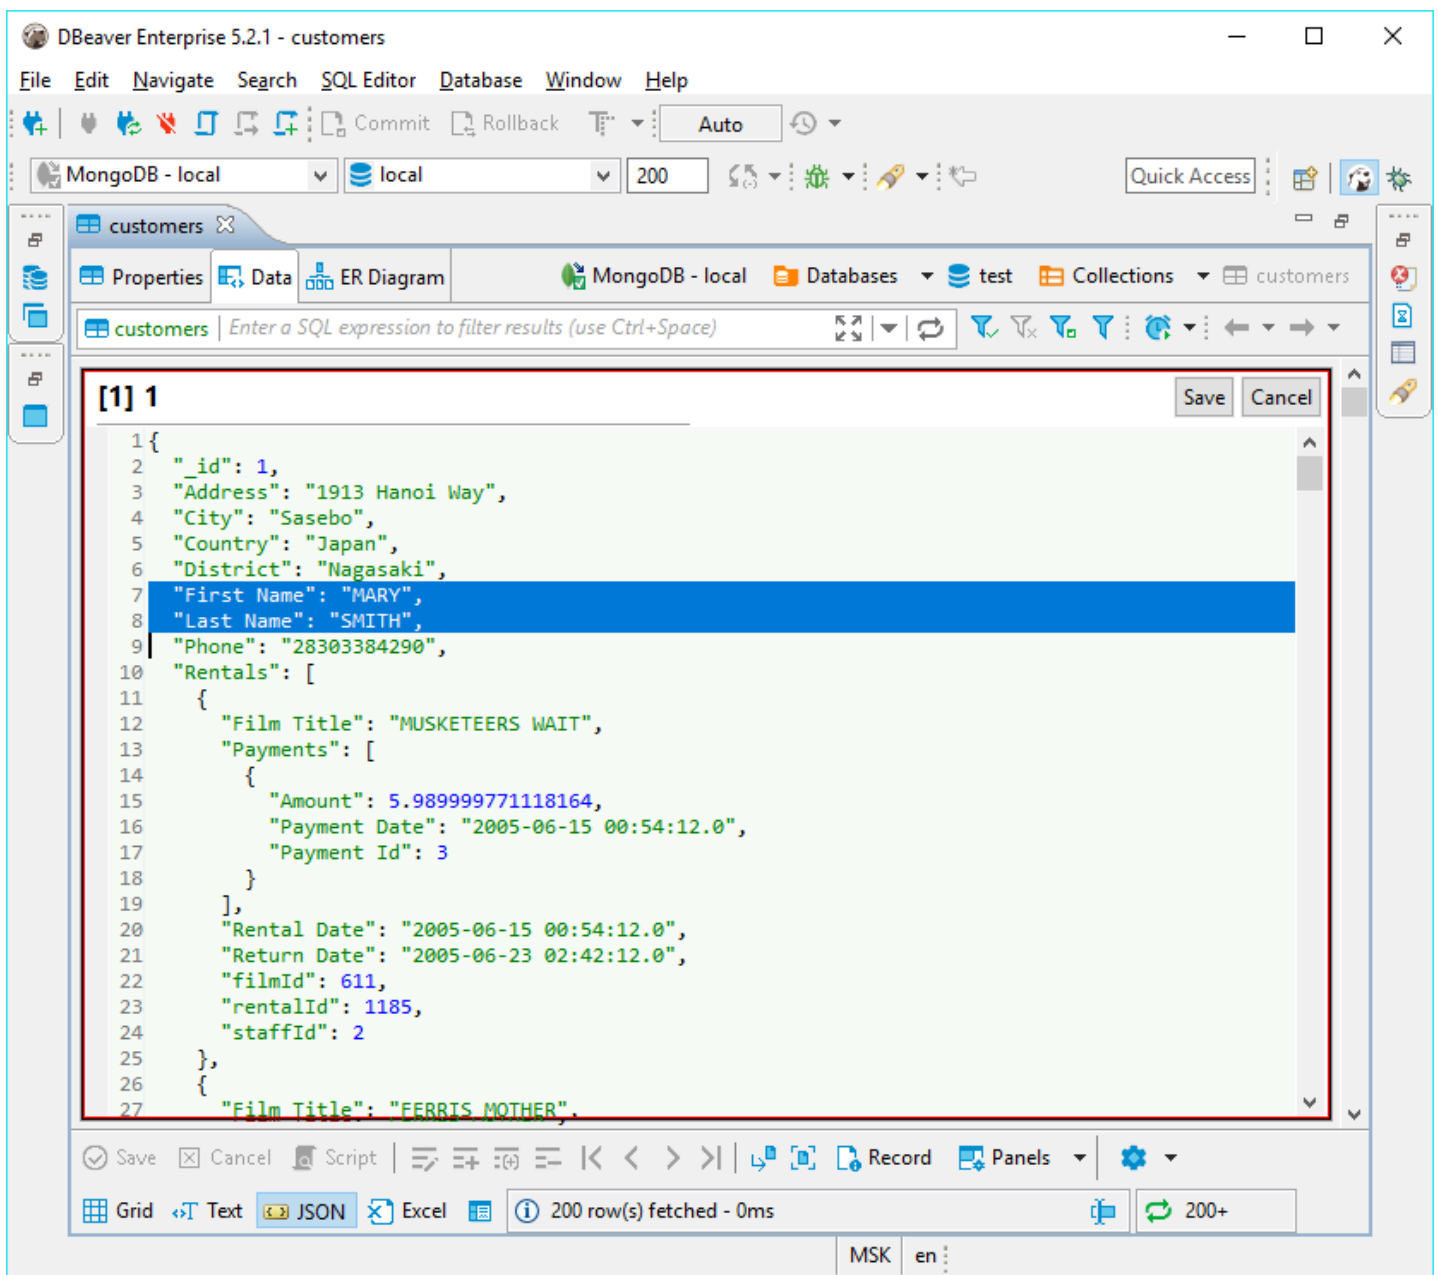 DBeaver Enterprise 5.2.1 - customers
File Edit Navigate Search SQL Editor Database Window Help
Commit Rollback Auto
MongoDB - local local 200 Quick Access
customers
Properties Data ER Diagram MongoDB - local Databases test Collections customers
customers Enter a SQL expression to filter results (use Ctrl+Space)
[1] 1 Save Cancel
1 {
2 "_id": 1,
3 "Address": "1913 Hanoi Way",
4 "City": "Sasebo",
5 "Country": "Japan",
6 "District": "Nagasaki",
7 "First Name": "MARY",
8 "Last Name": "SMITH",
9 "Phone": "28303384290",
10 "Rentals": [
11 {
12 "Film Title": "MUSKETEERS WAIT",
13 "Payments": [
14 {
15 "Amount": 5.989999771118164,
16 "Payment Date": "2005-06-15 00:54:12.0",
17 "Payment Id": 3
18 }
19 ],
20 "Rental Date": "2005-06-15 00:54:12.0",
21 "Return Date": "2005-06-23 02:42:12.0",
22 "filmId": 611,
23 "rentalId": 1185,
24 "staffId": 2
25 },
26 {
27 "Film Title": "FERRIS MOTHER",
Save Cancel Script Record Panels
Grid Text JSON Excel 200 row(s) fetched - 0ms 200+
MSK en